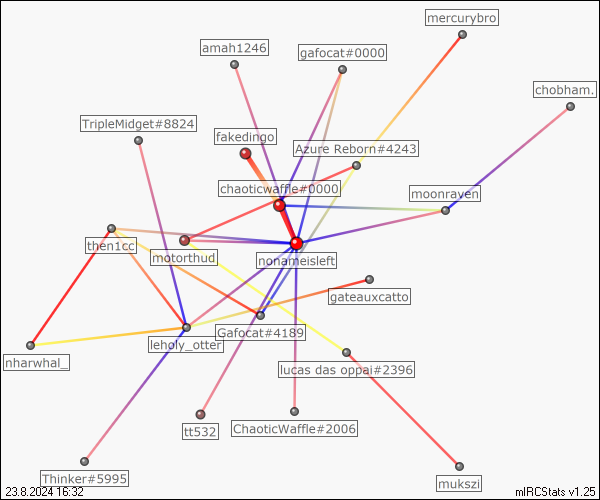 mercurybro
amah1246
gafocat#0000
chobham.
TripleMidget#8824
fakedingo
Azure Reborn#4243
chaoticwaffle#0000
moonraven
then1cc
motorthud
nonameisleft
gateauxcatto
Gafocat#4189
leholy_otter
nharwhal_
lucas das oppai#2396
tt532
ChaoticWaffle#2006
Thinker#5995
mukszi
23.8.2024 16:32
mIRCStats v1.25